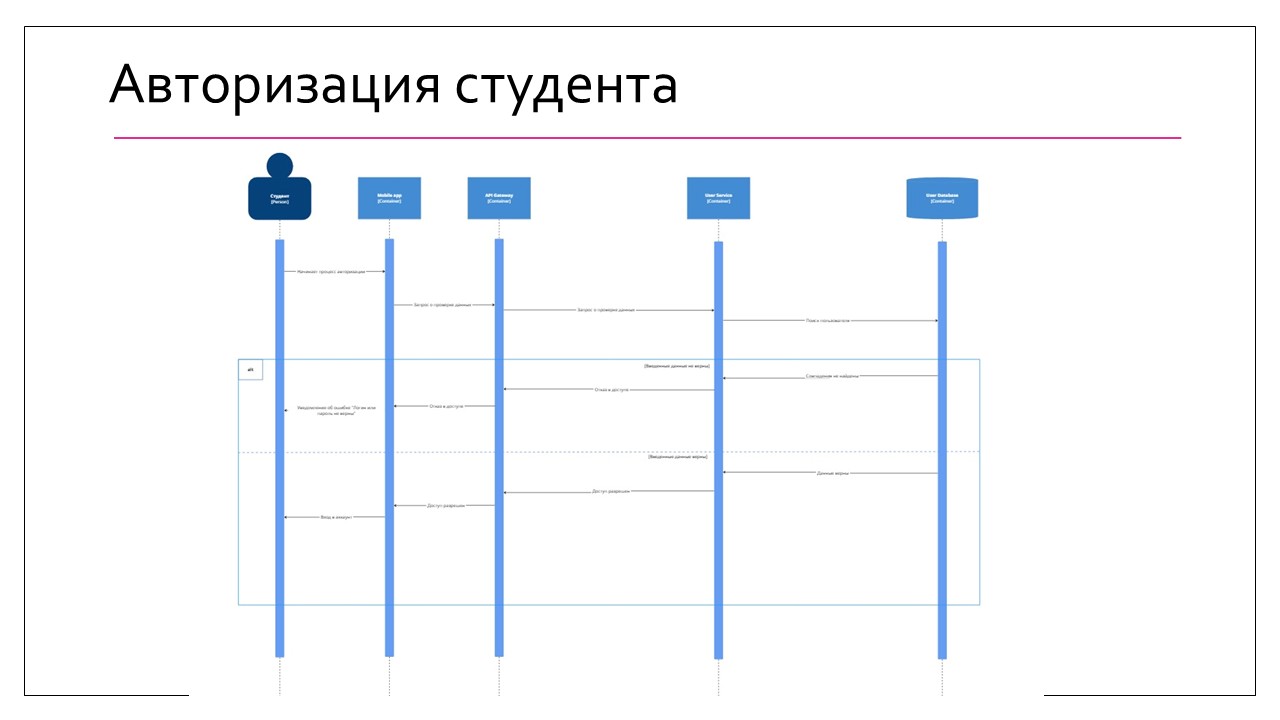 Авторизация студента
Студент
[Person]
Mobile app
[Container]
API Gateway
[Container]
User Service
[Container]
User Database
[Container]
Начинает процесс авторизации
Запрос о проверке данных
Запрос о проверке данных
Поиск пользователя
alt
[Введенные данные не верны]
Совпадения не найдены
Отказ в доступе
Отказ в доступе
Уведомление об ошибке "Логин или
пароль не верны"
[Введенные данные верны]
Данные верны
Доступ разрешен
Доступ разрешен
Вход в аккаунт